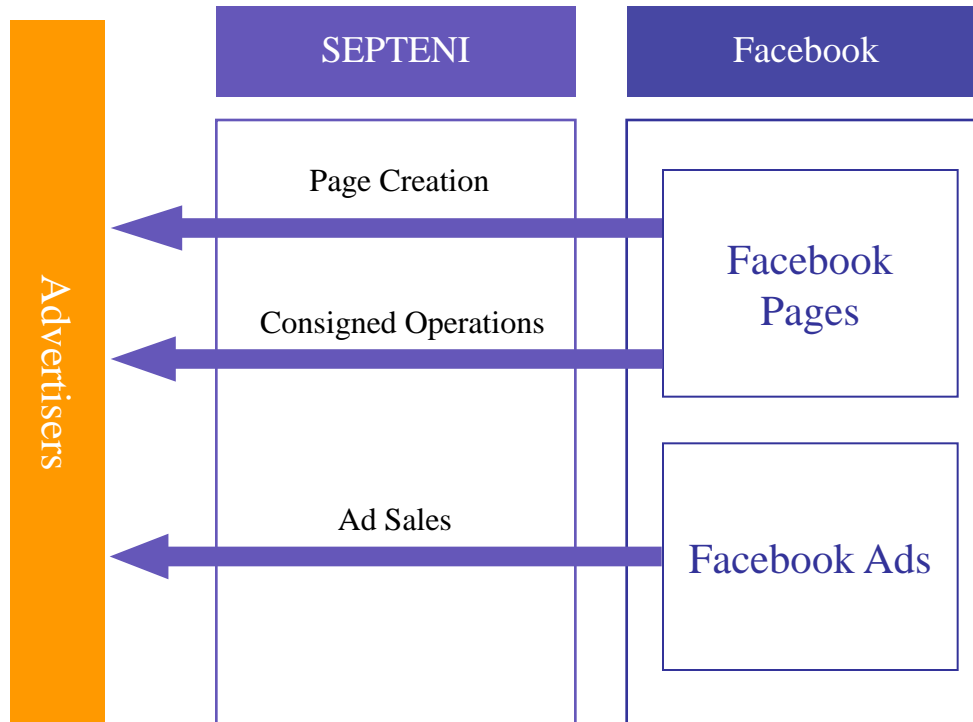 SEPTENI
Facebook
Advertisers
Page Creation
Facebook
Pages
Consigned Operations
Ad Sales
Facebook Ads